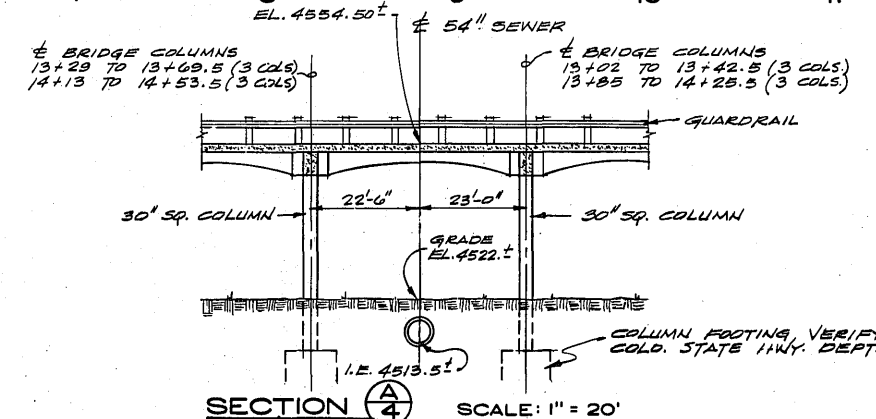 EL. 4534.50±
℄ 54" SEWER
℄ BRIDGE COLUMNS
13+29 TO 13+69.5 (3 COLS)
14+13 TO 14+53.5 (3 COLS)
℄ BRIDGE COLUMNS
13+02 TO 13+42.5 (3 COLS.)
13+85 TO 14+25.5 (3 COLS.)
GUARDRAIL
22'-6"
23'-0"
30" SQ. COLUMN
30" SQ. COLUMN
GRADE
EL. 4522.±
COLUMN FOOTING, VERIFY
COLO. STATE HWY. DEPT.
I.E. 4513.5±
SECTION A/4
SCALE: 1" = 20'